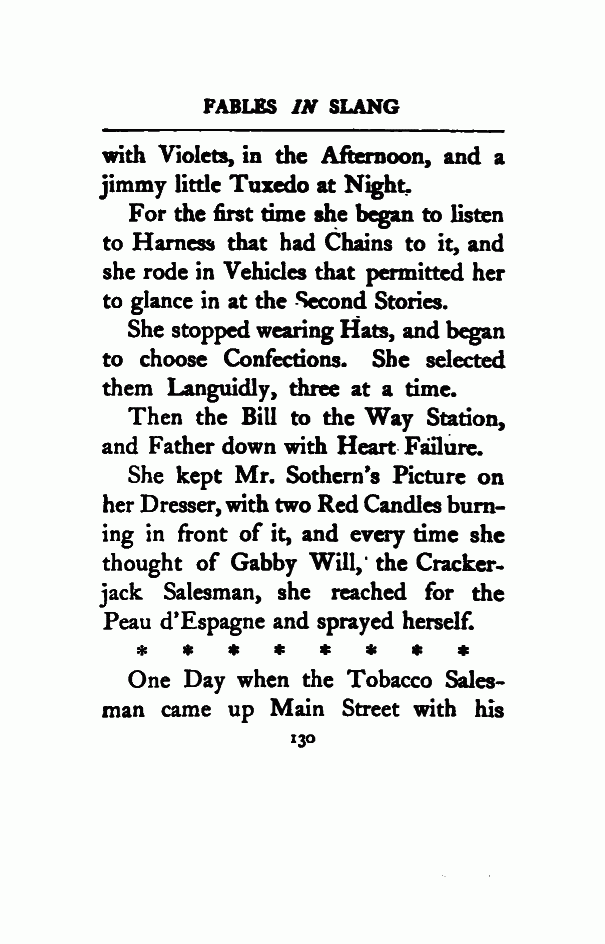 FABLES IN SLANG
with Violets, in the Afternoon, and a
jimmy little Tuxedo at Night.
For the first time she began to listen
to Harness that had Chains to it, and
she rode in Vehicles that permitted her
to glance in at the Second Stories.
She stopped wearing Hats, and began
to choose Confections. She selected
them Languidly, three at a time.
Then the Bill to the Way Station,
and Father down with Heart Failure.
She kept Mr. Sothern's Picture on
her Dresser, with two Red Candles burn-
ing in front of it, and every time she
thought of Gabby Will, the Cracker-
jack Salesman, she reached for the
Peau d'Espagne and sprayed herself.
* * * * * * * *
One Day when the Tobacco Sales-
man came up Main Street with his
130